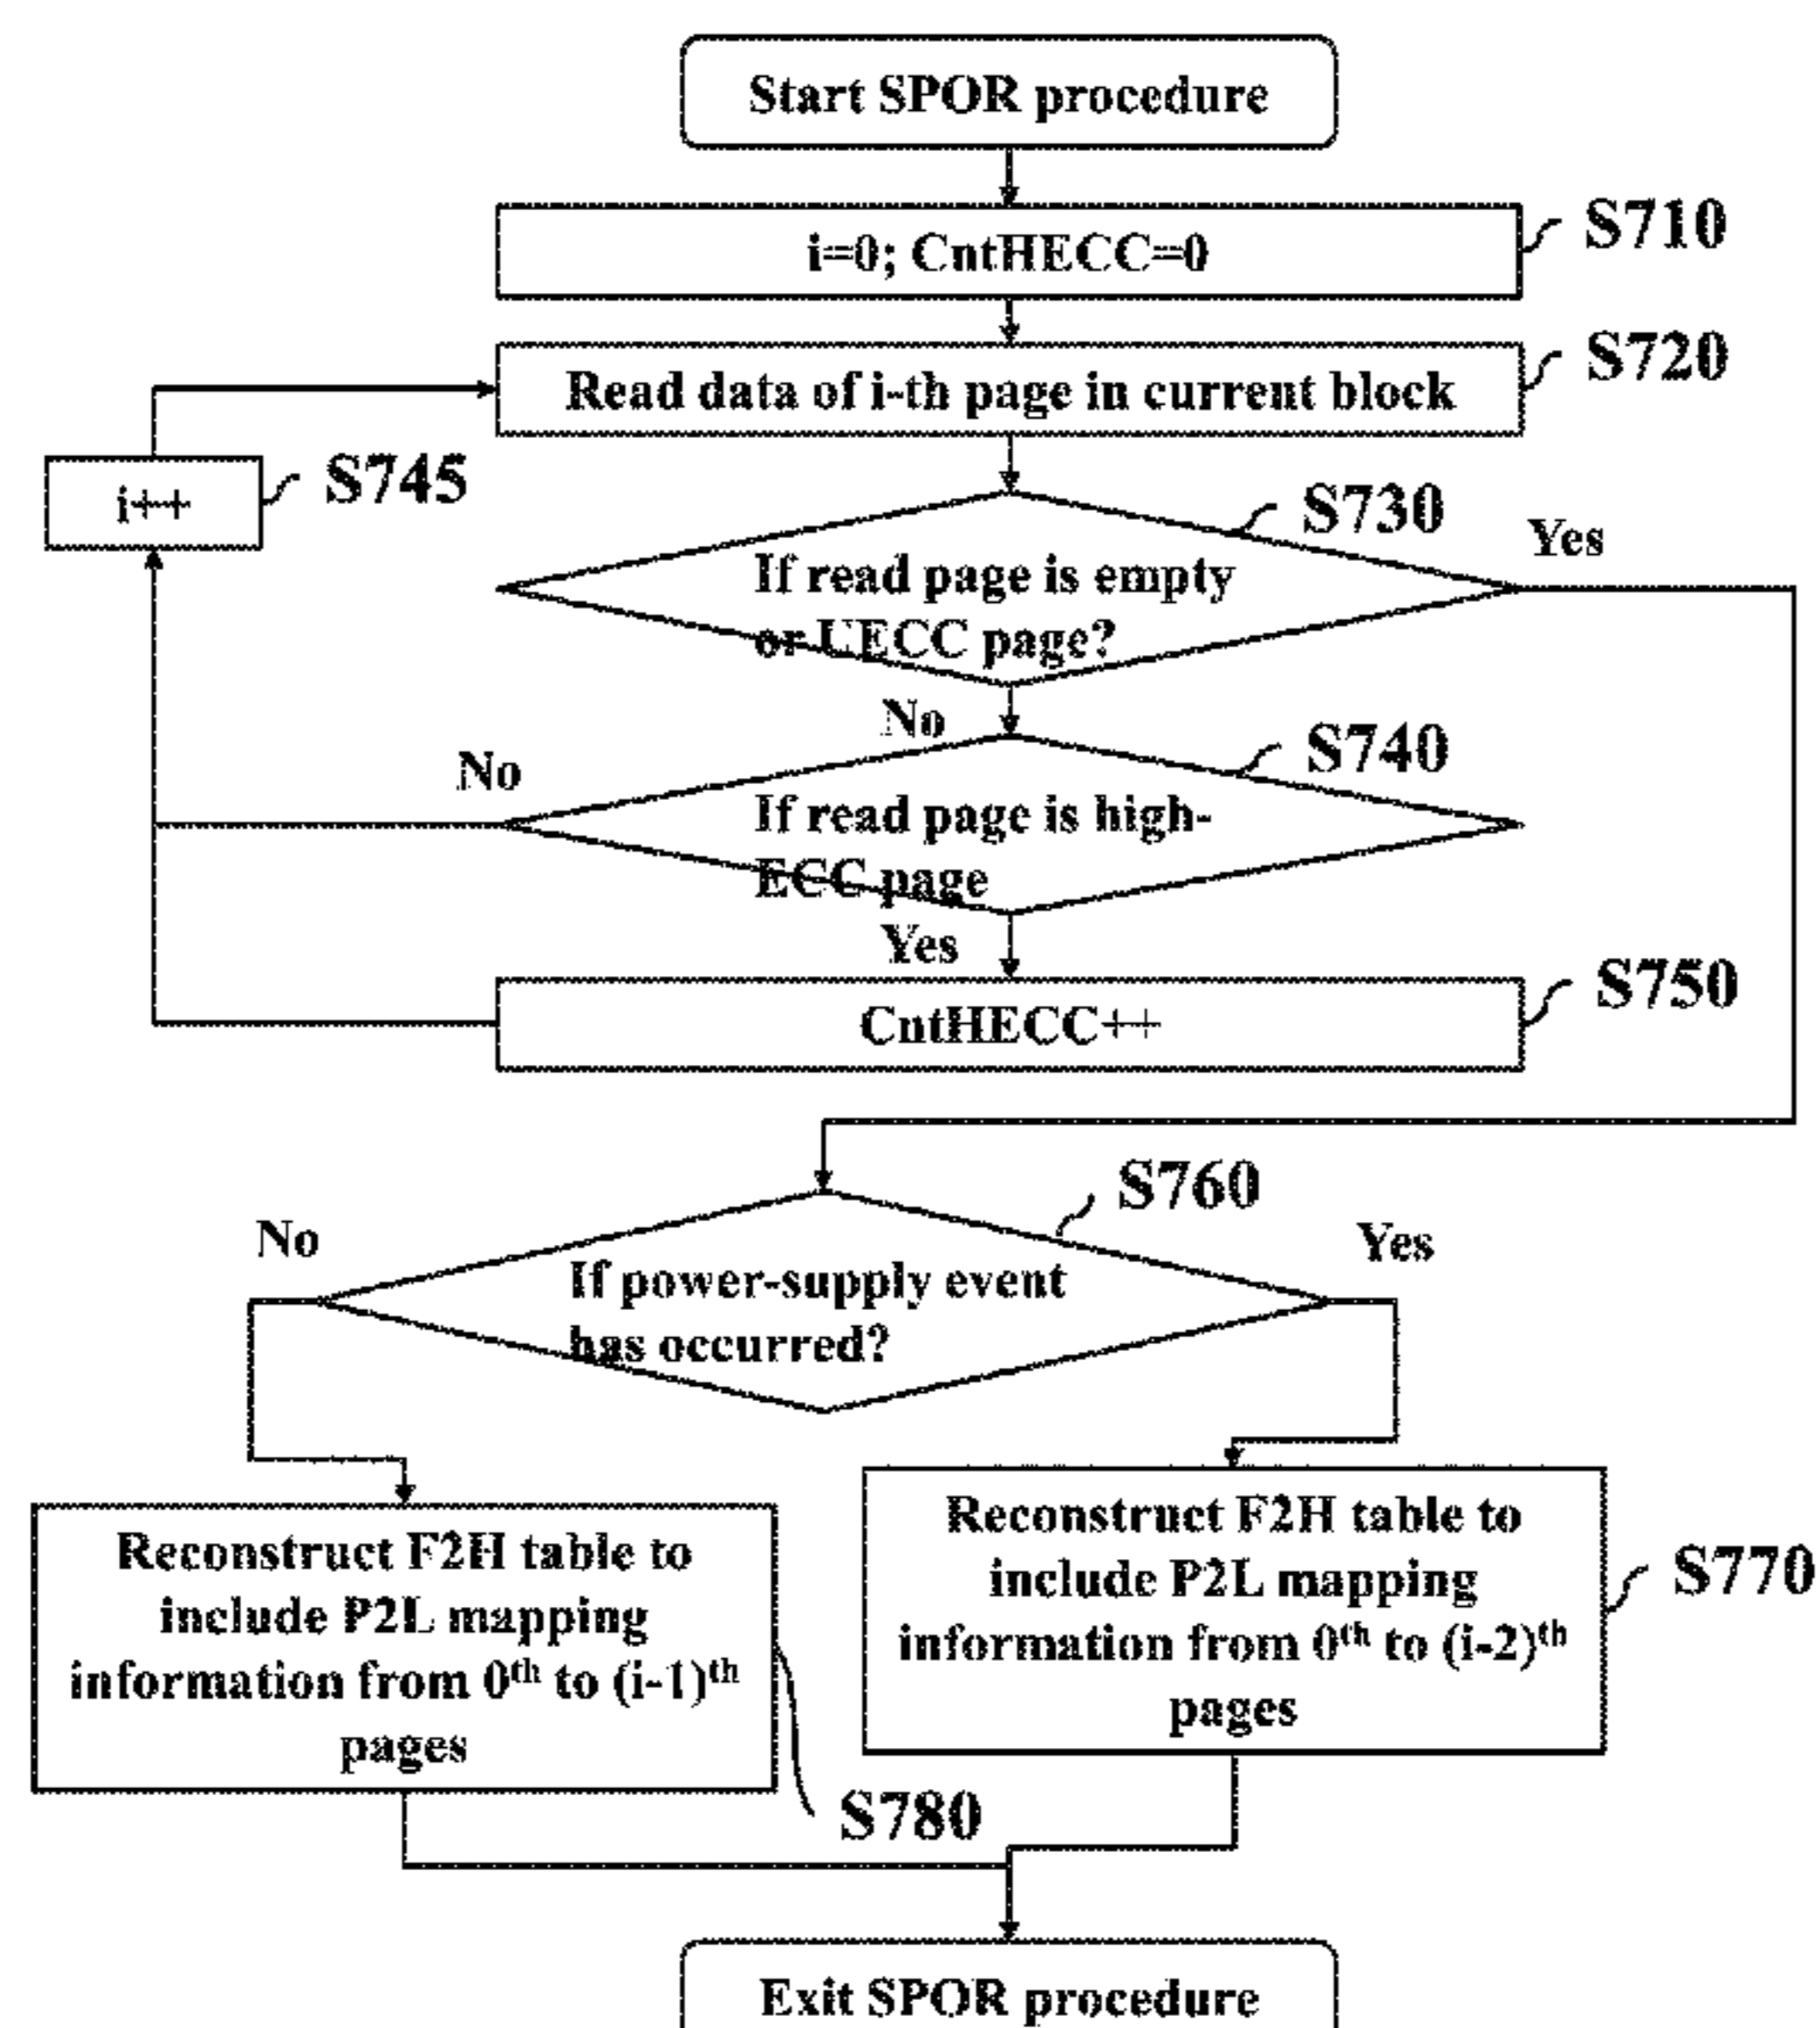 Start SPOR procedure
i=0; CntHECC=0
S710
Read data of i-th page in current block
S720
i++
S745
S730
Yes
If read page is empty
or UECC page?
No
S740
No
If read page is high-
ECC page
Yes
CntHECC++
S750
S760
No
Yes
If power-supply event
has occurred?
Reconstruct F2H table to
include P2L mapping
information from 0th to (i-1)th
pages
S780
Reconstruct F2H table to
include P2L mapping
information from 0th to (i-2)th
pages
S770
Exit SPOR procedure